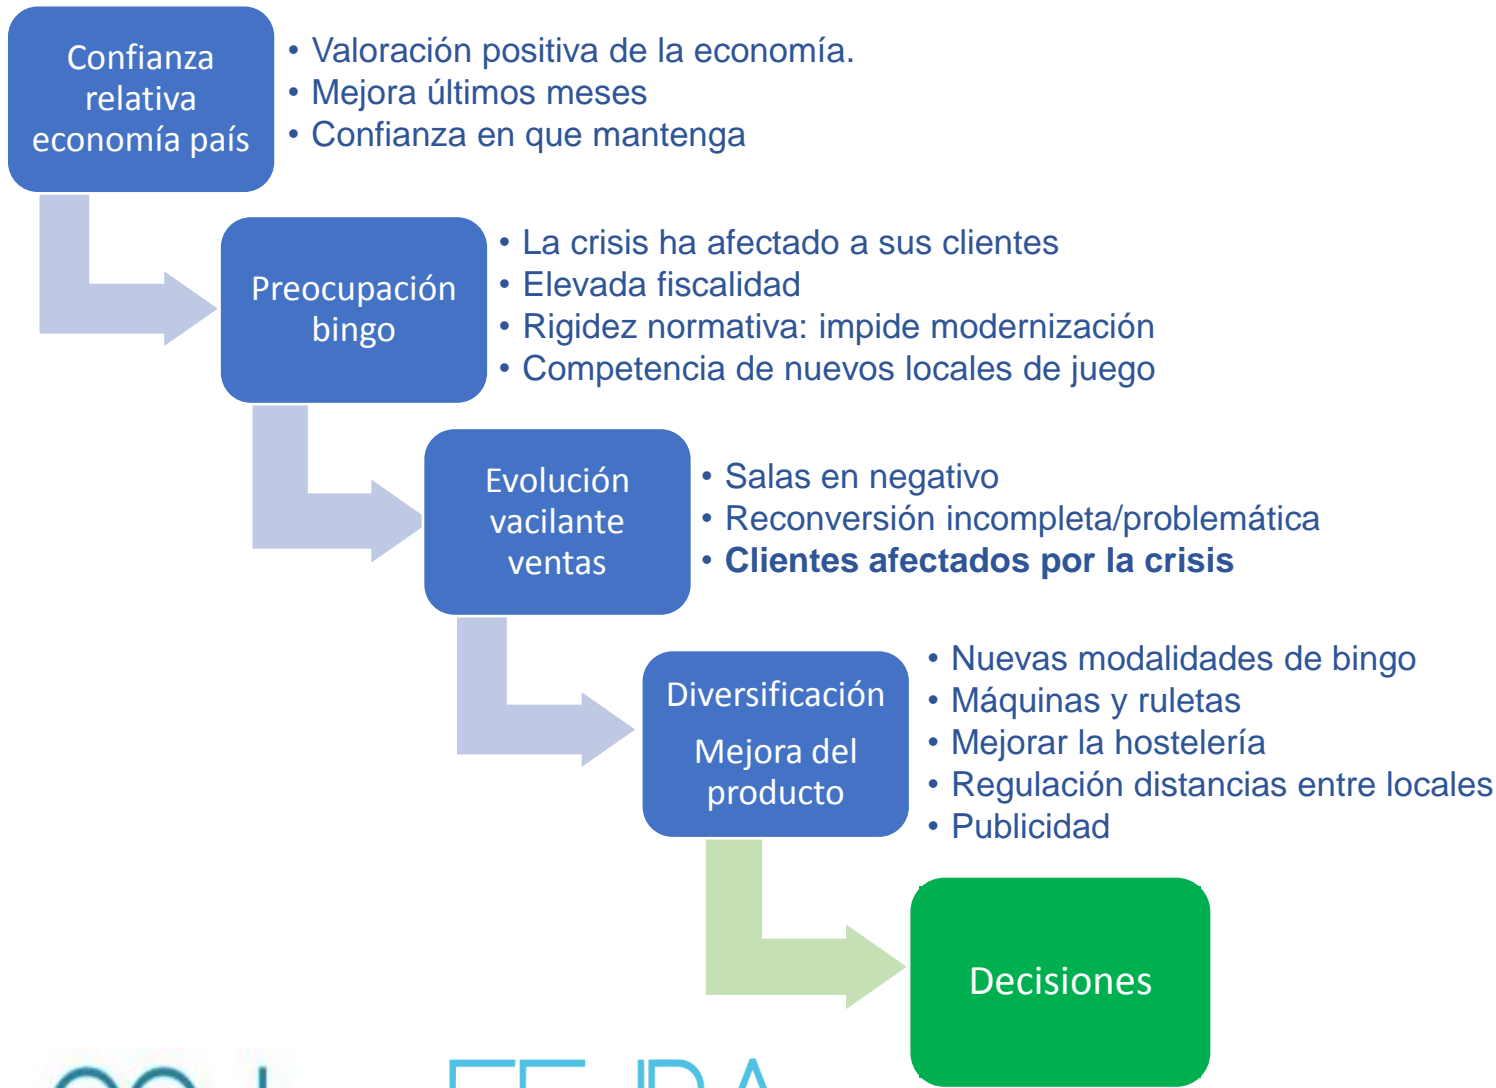 Confianza
relativa
economía país
• Valoración positiva de la economía.
• Mejora últimos meses
• Confianza en que mantenga
Preocupación
bingo
• La crisis ha afectado a sus clientes
• Elevada fiscalidad
• Rigidez normativa: impide modernización
• Competencia de nuevos locales de juego
Evolución
vacilante
ventas
• Salas en negativo
• Reconversión incompleta/problemática
• Clientes afectados por la crisis
Diversificación
Mejora del
producto
• Nuevas modalidades de bingo
• Máquinas y ruletas
• Mejorar la hostelería
• Regulación distancias entre locales
• Publicidad
Decisiones